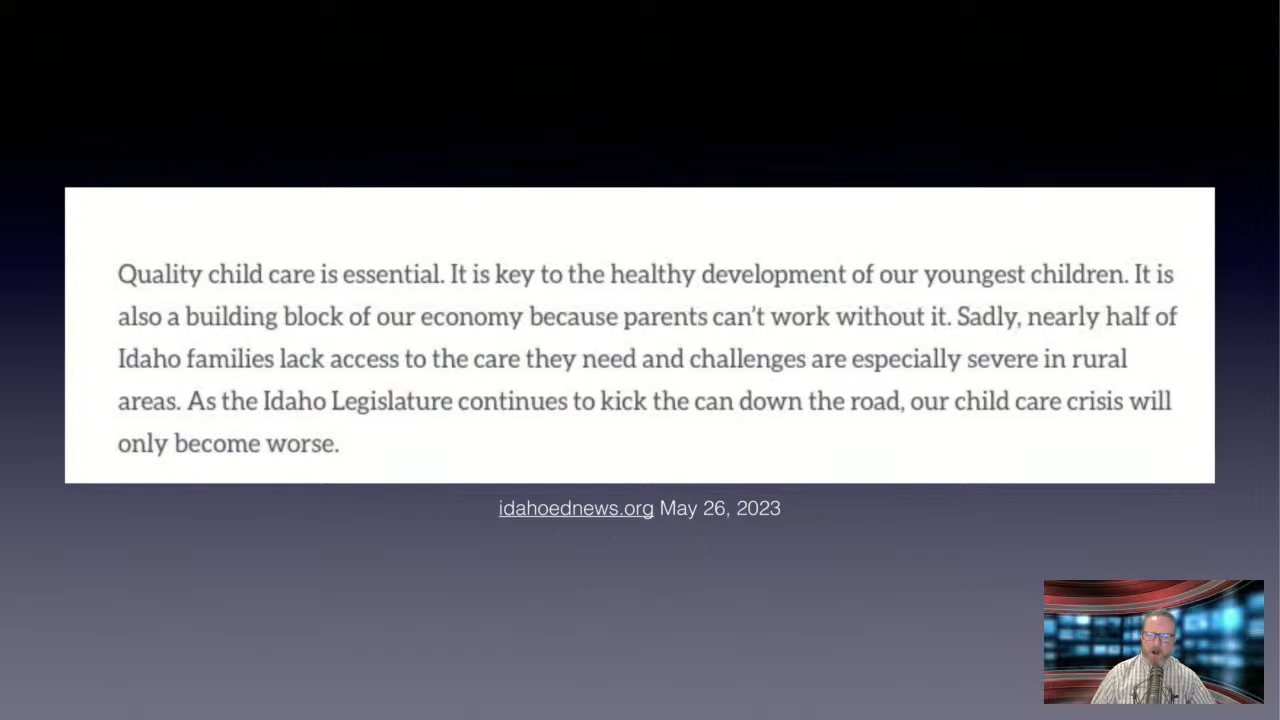 Quality child care is essential. It is key to the healthy development of our youngest children. It is
also a building block of our economy because parents can’t work without it. Sadly, nearly half of
Idaho families lack access to the care they need and challenges are especially severe in rural
areas. As the Idaho Legislature continues to kick the can down the road, our child care crisis will
only become worse.
idahoednews.org May 26, 2023